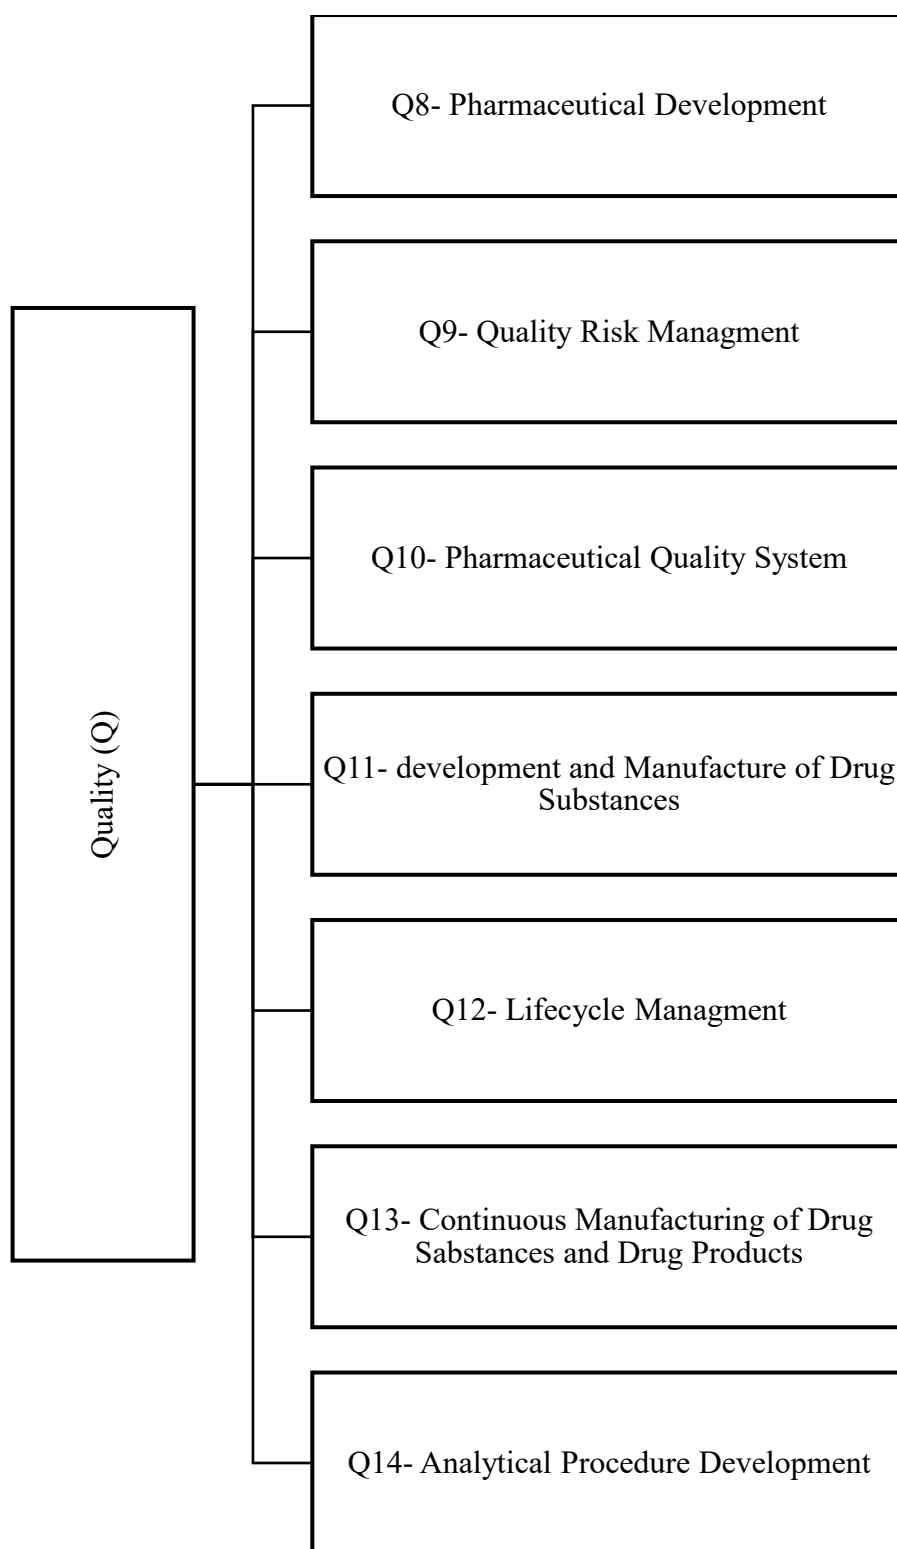 Q8- Pharmaceutical Development
Q9- Quality Risk Managment
Q10- Pharmaceutical Quality System
Quality (Q)
Q11- development and Manufacture of Drug
Substances
Q12- Lifecycle Managment
Q13- Continuous Manufacturing of Drug
Sabstances and Drug Products
Q14- Analytical Procedure Development